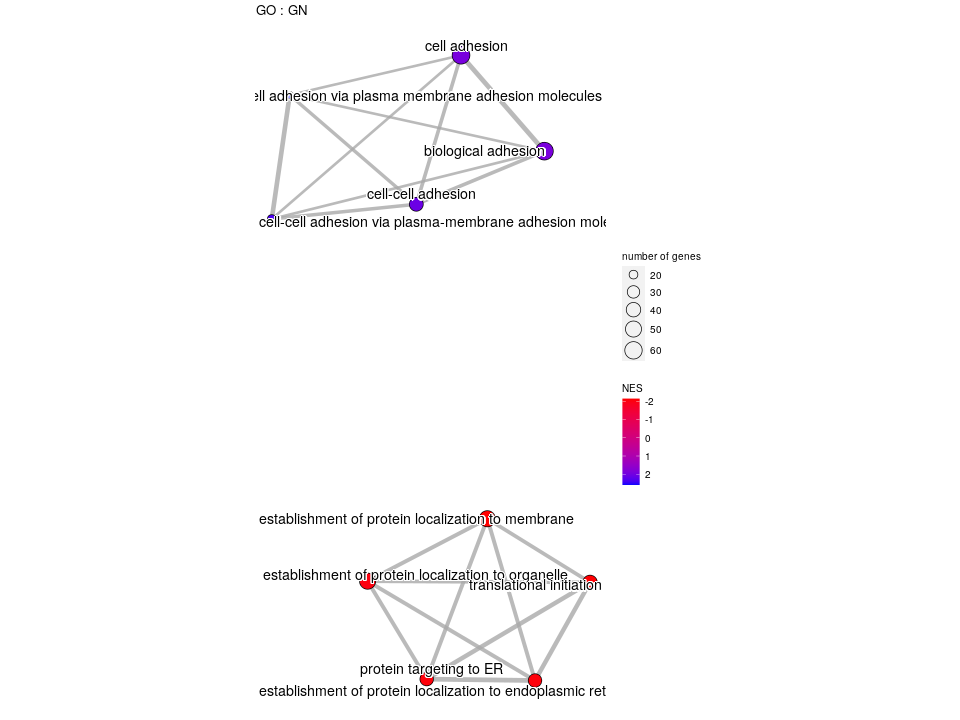 GO : GN
cell adhesion
ell adhesion via plasma membrane adhesion molecules
biological adhesion
cell-cell adhesion
cell-cell adhesion via plasma-membrane adhesion mole
number of genes
20
30
40
50
60
NES
-2
-1
0
1
2
establishment of protein localization to membrane
establishment of protein localization to organelle
translational initiation
protein targeting to ER
establishment of protein localization to endoplasmic ret